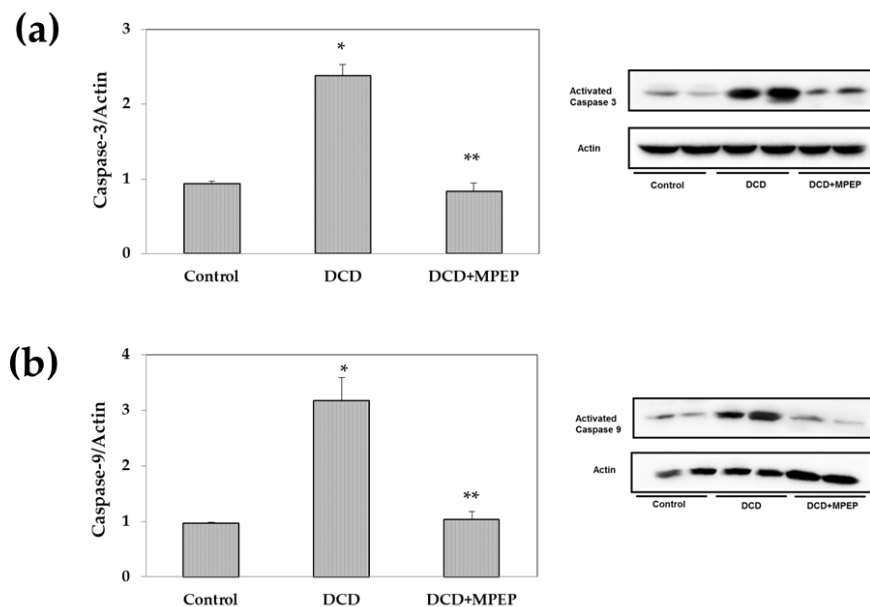 (a)
Caspase-3/Actin
3
2
1
0
*
**
Control DCD DCD+MPEP
Activated
Caspase 3
Actin
Control DCD DCD+MPEP
(b)
Caspase-9/Actin
4
3
2
1
0
*
**
Control DCD DCD+MPEP
Activated
Caspase 9
Actin
Control DCD DCD+MPEP